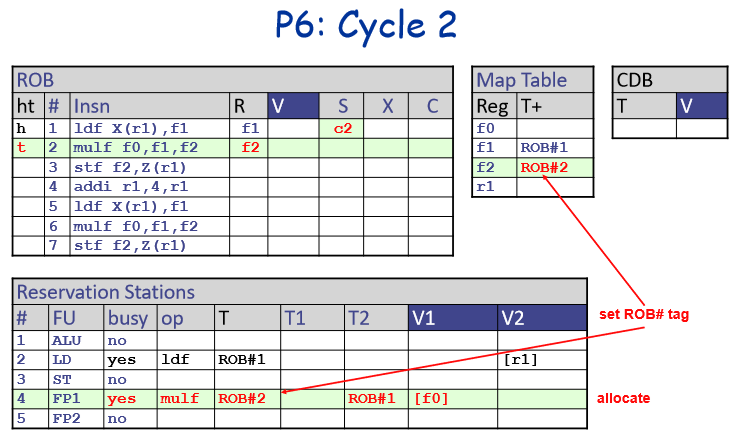 P6: Cycle 2
ROB
ht # Insn R V S X C
h 1 ldf X(r1),f1 f1 c2
t 2 mulf f0,f1,f2 f2
3 stf f2,Z(r1)
4 addi r1,4,r1
5 ldf X(r1),f1
6 mulf f0,f1,f2
7 stf f2,Z(r1)
Map Table
Reg T+
f0
f1 ROB#1
f2 ROB#2
r1
CDB
T V
Reservation Stations
# FU busy op T T1 T2 V1 V2
1 ALU no
2 LD yes ldf ROB#1 [r1]
3 ST no
4 FP1 yes mulf ROB#2 ROB#1 [f0]
5 FP2 no
set ROB# tag
allocate